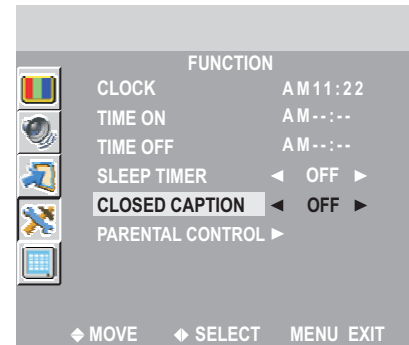 FUNCTION
CLOCK AM11:22
TIME ON AM--:--
TIME OFF AM--:--
SLEEP TIMER ◀ OFF ▶
CLOSED CAPTION ◀ OFF ▶
PARENTAL CONTROL ▶
MOVE SELECT MENU EXIT